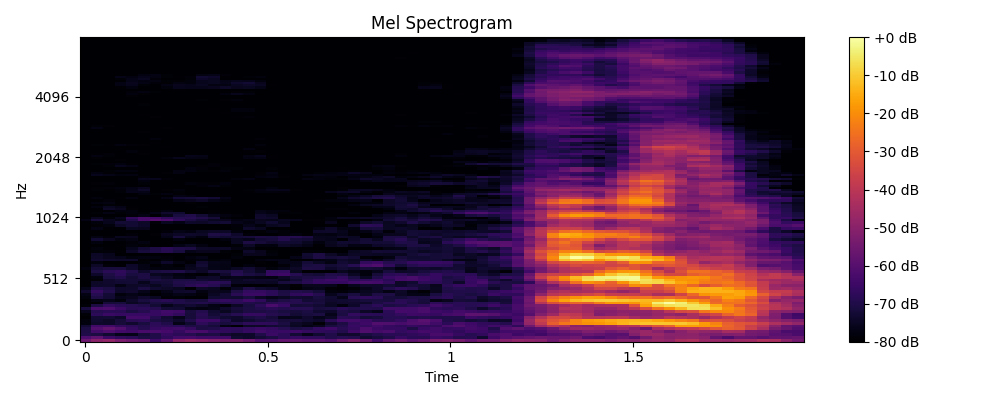 Mel Spectrogram
Hz
4096
2048
1024
512
0
0
0.5
1
1.5
Time
+0 dB
-10 dB
-20 dB
-30 dB
-40 dB
-50 dB
-60 dB
-70 dB
-80 dB